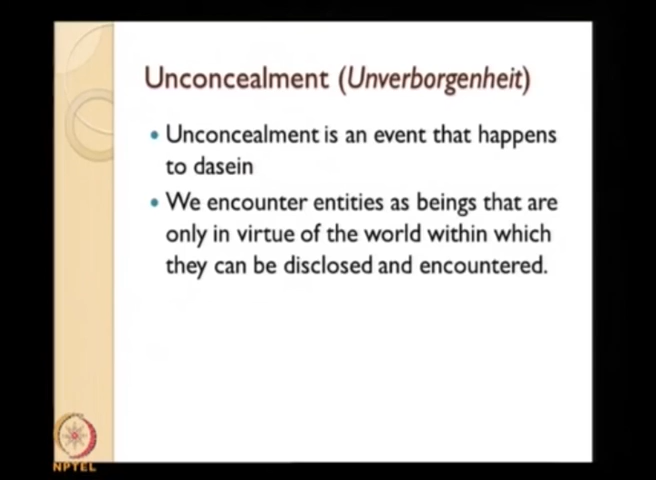 Unconcealment (Unverborgenheit)
• Unconcealment is an event that happens
to dasein
• We encounter entities as beings that are
only in virtue of the world within which
they can be disclosed and encountered.
NPTEL